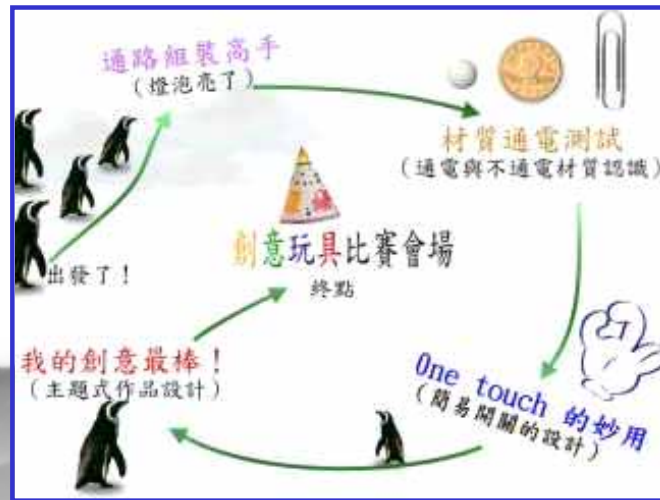 通路組裝高手
（燈泡亮了）
材質通電測試
（通電與不通電材質認識）
創意玩具比賽會場
終點
出發了！
我的創意最棒！
（主題式作品設計）
One touch 的妙用
（簡易開關的設計）